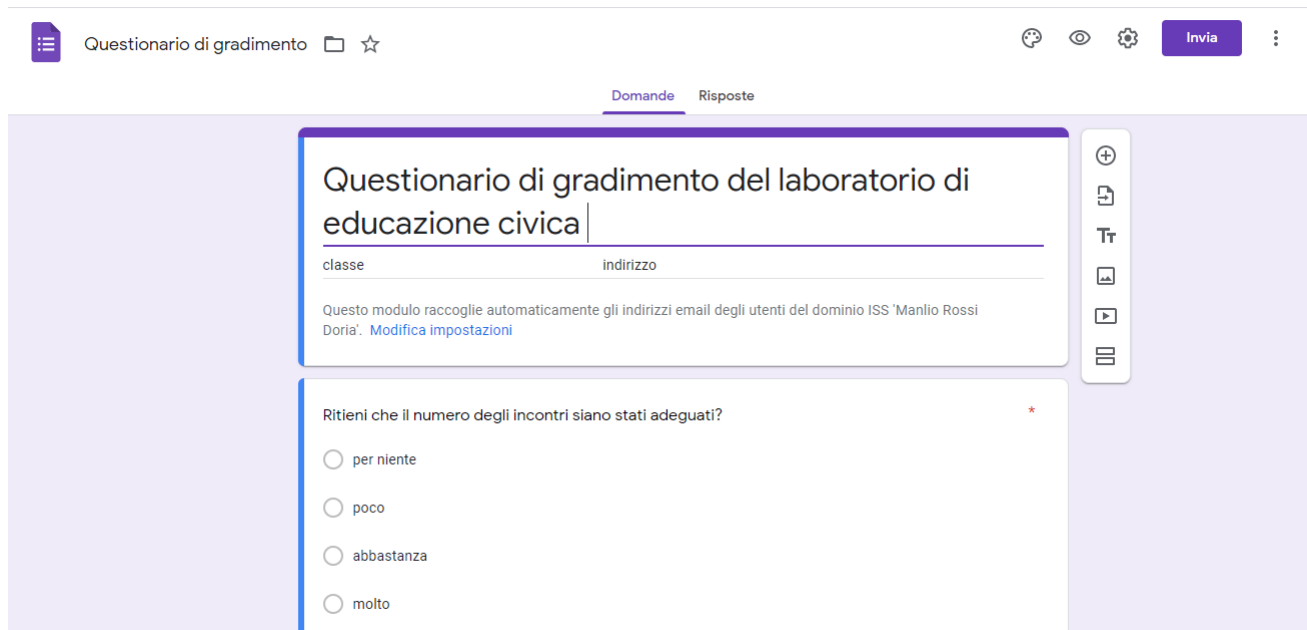 Questionario di gradimento
Invia
Domande Risposte
Questionario di gradimento del laboratorio di
educazione civica
classe indirizzo
Questo modulo raccoglie automaticamente gli indirizzi email degli utenti del dominio ISS 'Manlio Rossi
Doria'. Modifica impostazioni
Ritieni che il numero degli incontri siano stati adeguati? *
per niente
poco
abbastanza
molto